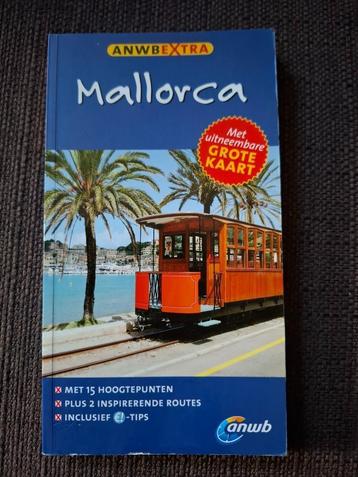 ANWBEXTRA
Mallorca
Met
uitneembare
GROTE
KAART
MET 15 HOOGTEPUNTEN
PLUS 2 INSPIRERENDE ROUTES
INCLUSIEF -TIPS
anwb